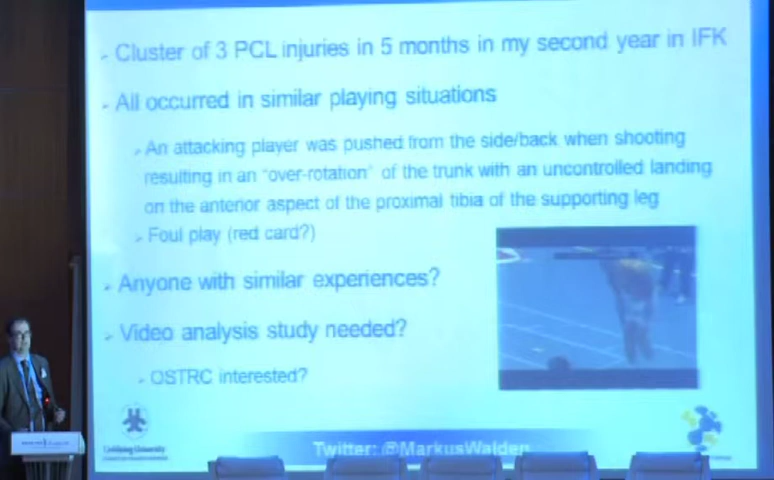 Cluster of 3 PCL injuries in 5 months in my second year in IFK
All occurred in similar playing situations
An attacking player was pushed from the side/back when shooting
resulting in an "over-rotation" of the trunk with an uncontrolled landing
on the anterior aspect of the proximal tibia of the supporting leg
Foul play (red card?)
Anyone with similar experiences?
Video analysis study needed?
OSTRC interested?
Linköping University
Twitter: @MarkusWalden